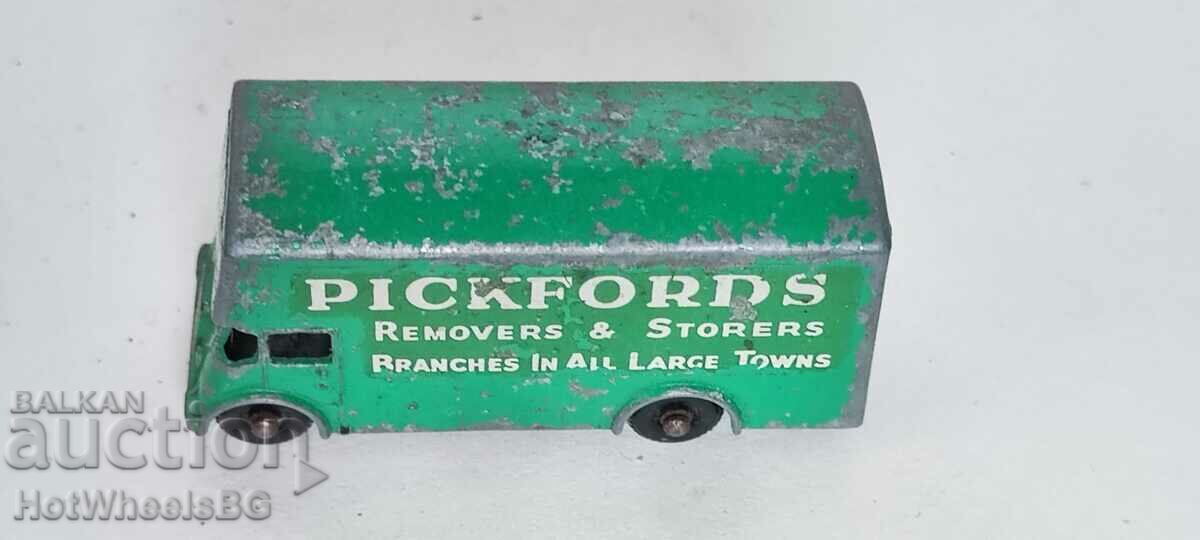 PICKFORDS
REMOVERS & STORERS
BRANCHES IN ALL LARGE TOWNS
BALKAN
auction
HotWheelsBG